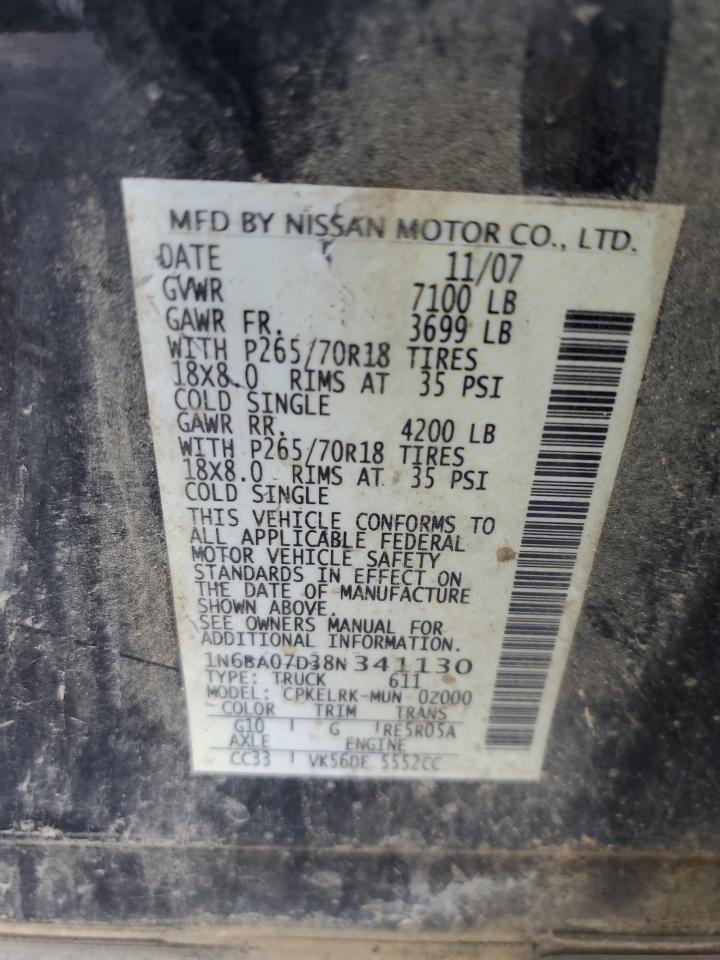 MFD BY NISSAN MOTOR CO., LTD.
DATE 11/07
GVWR 7100 LB
GAWR FR. 3699 LB
WITH P265/70R18 TIRES
18X8.0 RIMS AT 35 PSI
COLD SINGLE
GAWR RR. 4200 LB
WITH P265/70R18 TIRES
18X8.0 RIMS AT 35 PSI
COLD SINGLE
THIS VEHICLE CONFORMS TO
ALL APPLICABLE FEDERAL
MOTOR VEHICLE SAFETY
STANDARDS IN EFFECT ON
THE DATE OF MANUFACTURE
SHOWN ABOVE.
SEE OWNERS MANUAL FOR
ADDITIONAL INFORMATION.
1N6BA07D38N341130
TYPE: TRUCK 611
MODEL: CPKELRK-MUN 0Z000
COLOR TRIM TRANS
G10 G RE5R05A
AXLE ENGINE
CC33 VK56DE 5552CC